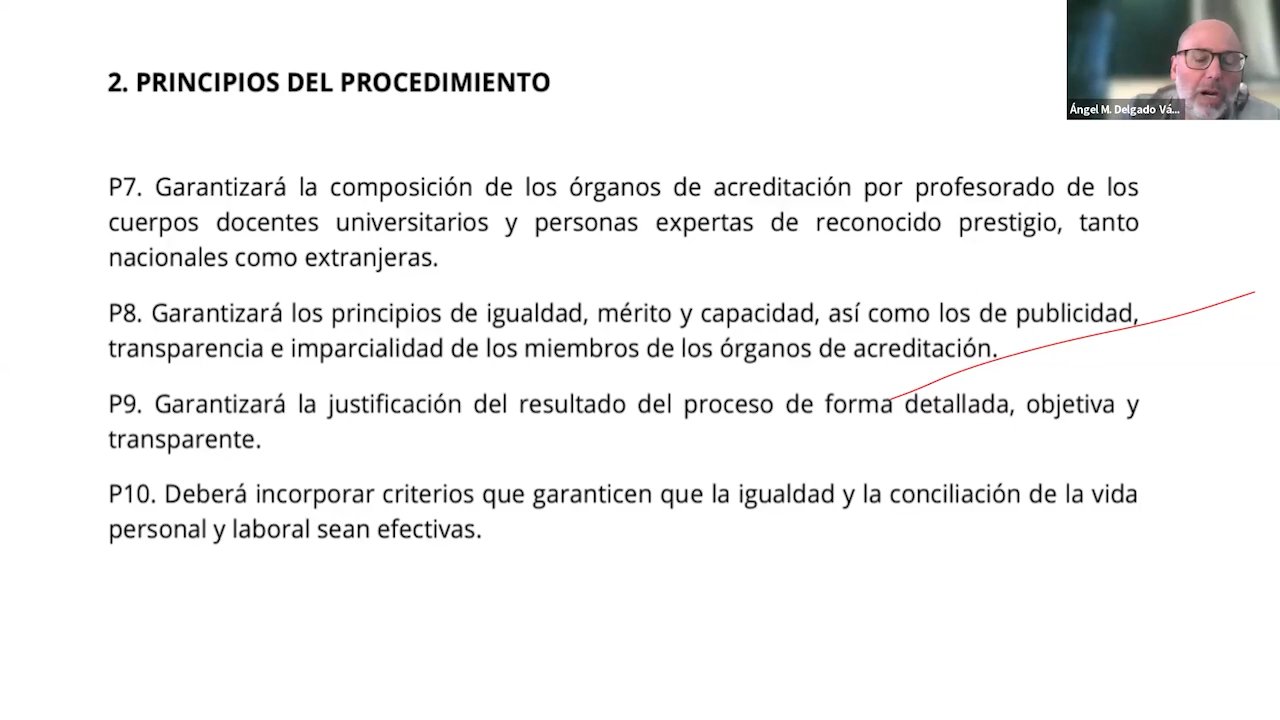 2. PRINCIPIOS DEL PROCEDIMIENTO
Ángel M. Delgado Vá...
P7. Garantizará la composición de los órganos de acreditación por profesorado de los
cuerpos docentes universitarios y personas expertas de reconocido prestigio, tanto
nacionales como extranjeras.
P8. Garantizará los principios de igualdad, mérito y capacidad, así como los de publicidad,
transparencia e imparcialidad de los miembros de los órganos de acreditación.
P9. Garantizará la justificación del resultado del proceso de forma detallada, objetiva y
transparente.
P10. Deberá incorporar criterios que garanticen que la igualdad y la conciliación de la vida
personal y laboral sean efectivas.